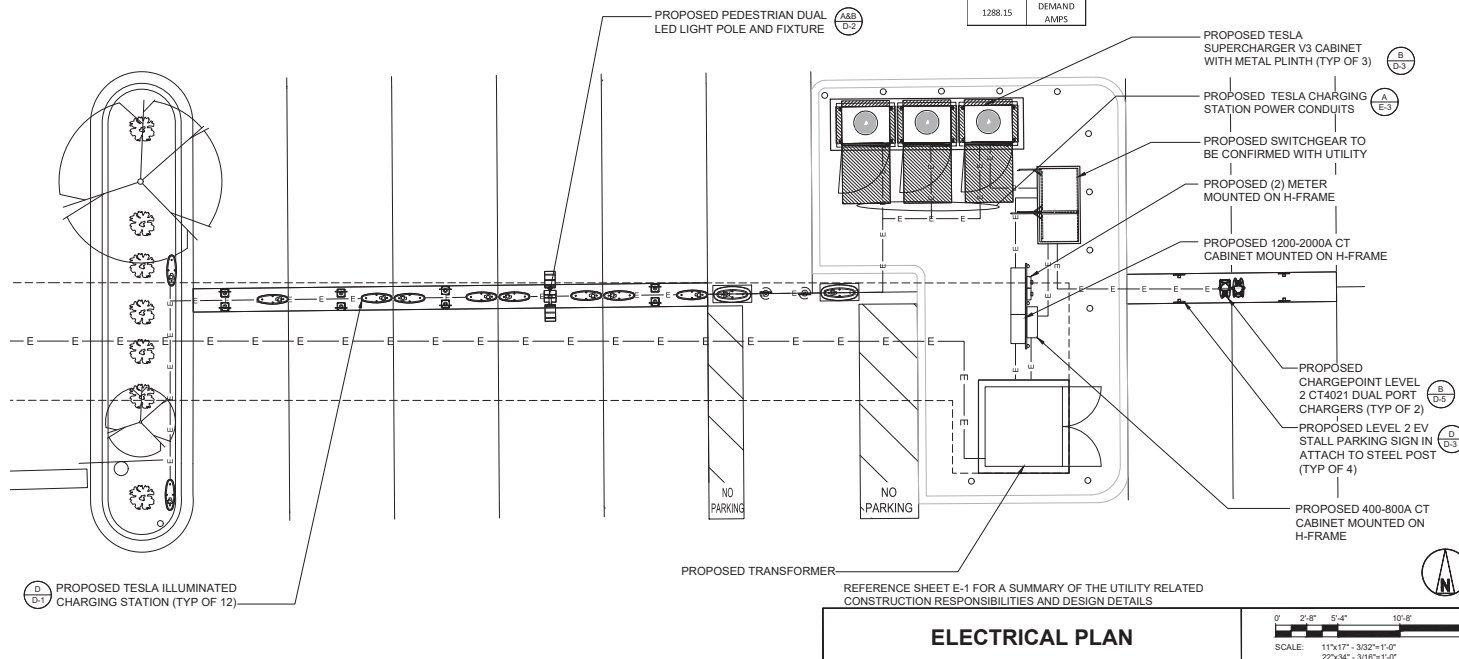 PROPOSED PEDESTRIAN DUAL
LED LIGHT POLE AND FIXTURE
A&B
D-2
1288.15
DEMAND
AMPS
PROPOSED TESLA
SUPERCHARGER V3 CABINET
WITH METAL PLINTH (TYP OF 3)
B
D-3
PROPOSED TESLA CHARGING
STATION POWER CONDUITS
A
E-3
PROPOSED SWITCHGEAR TO
BE CONFIRMED WITH UTILITY
PROPOSED (2) METER
MOUNTED ON H-FRAME
PROPOSED 1200-2000A CT
CABINET MOUNTED ON H-FRAME
PROPOSED
CHARGEPOINT LEVEL
2 CT4021 DUAL PORT
CHARGERS (TYP OF 2)
B
D-5
PROPOSED LEVEL 2 EV
STALL PARKING SIGN IN
ATTACH TO STEEL POST
(TYP OF 4)
D
D-3
PROPOSED 400-800A CT
CABINET MOUNTED ON
H-FRAME
E E E E E E E E E E E E E E E E
NO
PARKING
NO
PARKING
PROPOSED TRANSFORMER
D
D-1
PROPOSED TESLA ILLUMINATED
CHARGING STATION (TYP OF 12)
REFERENCE SHEET E-1 FOR A SUMMARY OF THE UTILITY RELATED
CONSTRUCTION RESPONSIBILITIES AND DESIGN DETAILS
N
ELECTRICAL PLAN
0' 2'-8" 5'-4" 10'-8"
SCALE: 11"x17" - 3/32"=1'-0"
22"x34" - 3/16"=1'-0"